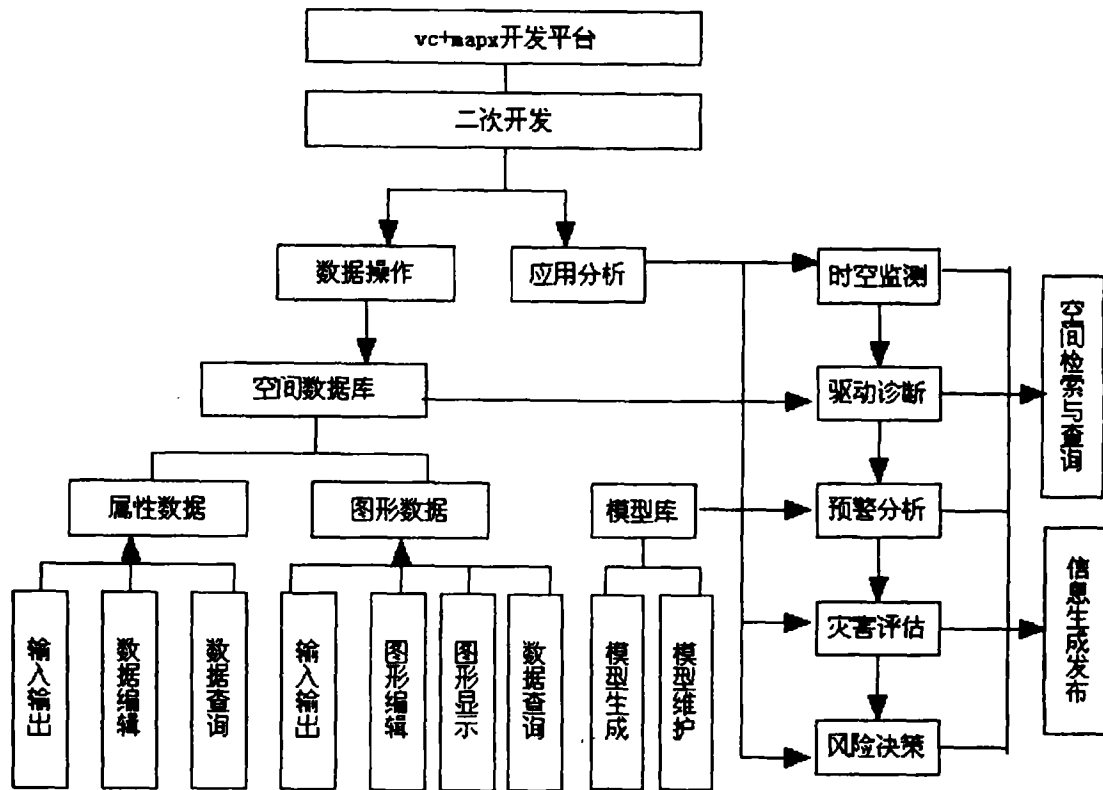 vc+mapx开发平台
二次开发
数据操作
应用分析
时空监测
空间检索与查询
空间数据库
驱动诊断
属性数据
图形数据
模型库
预警分析
信息生成发布
输入输出
数据编辑
数据查询
输入输出
图形编辑
图形显示
数据查询
模型生成
模型维护
灾害评估
风险决策